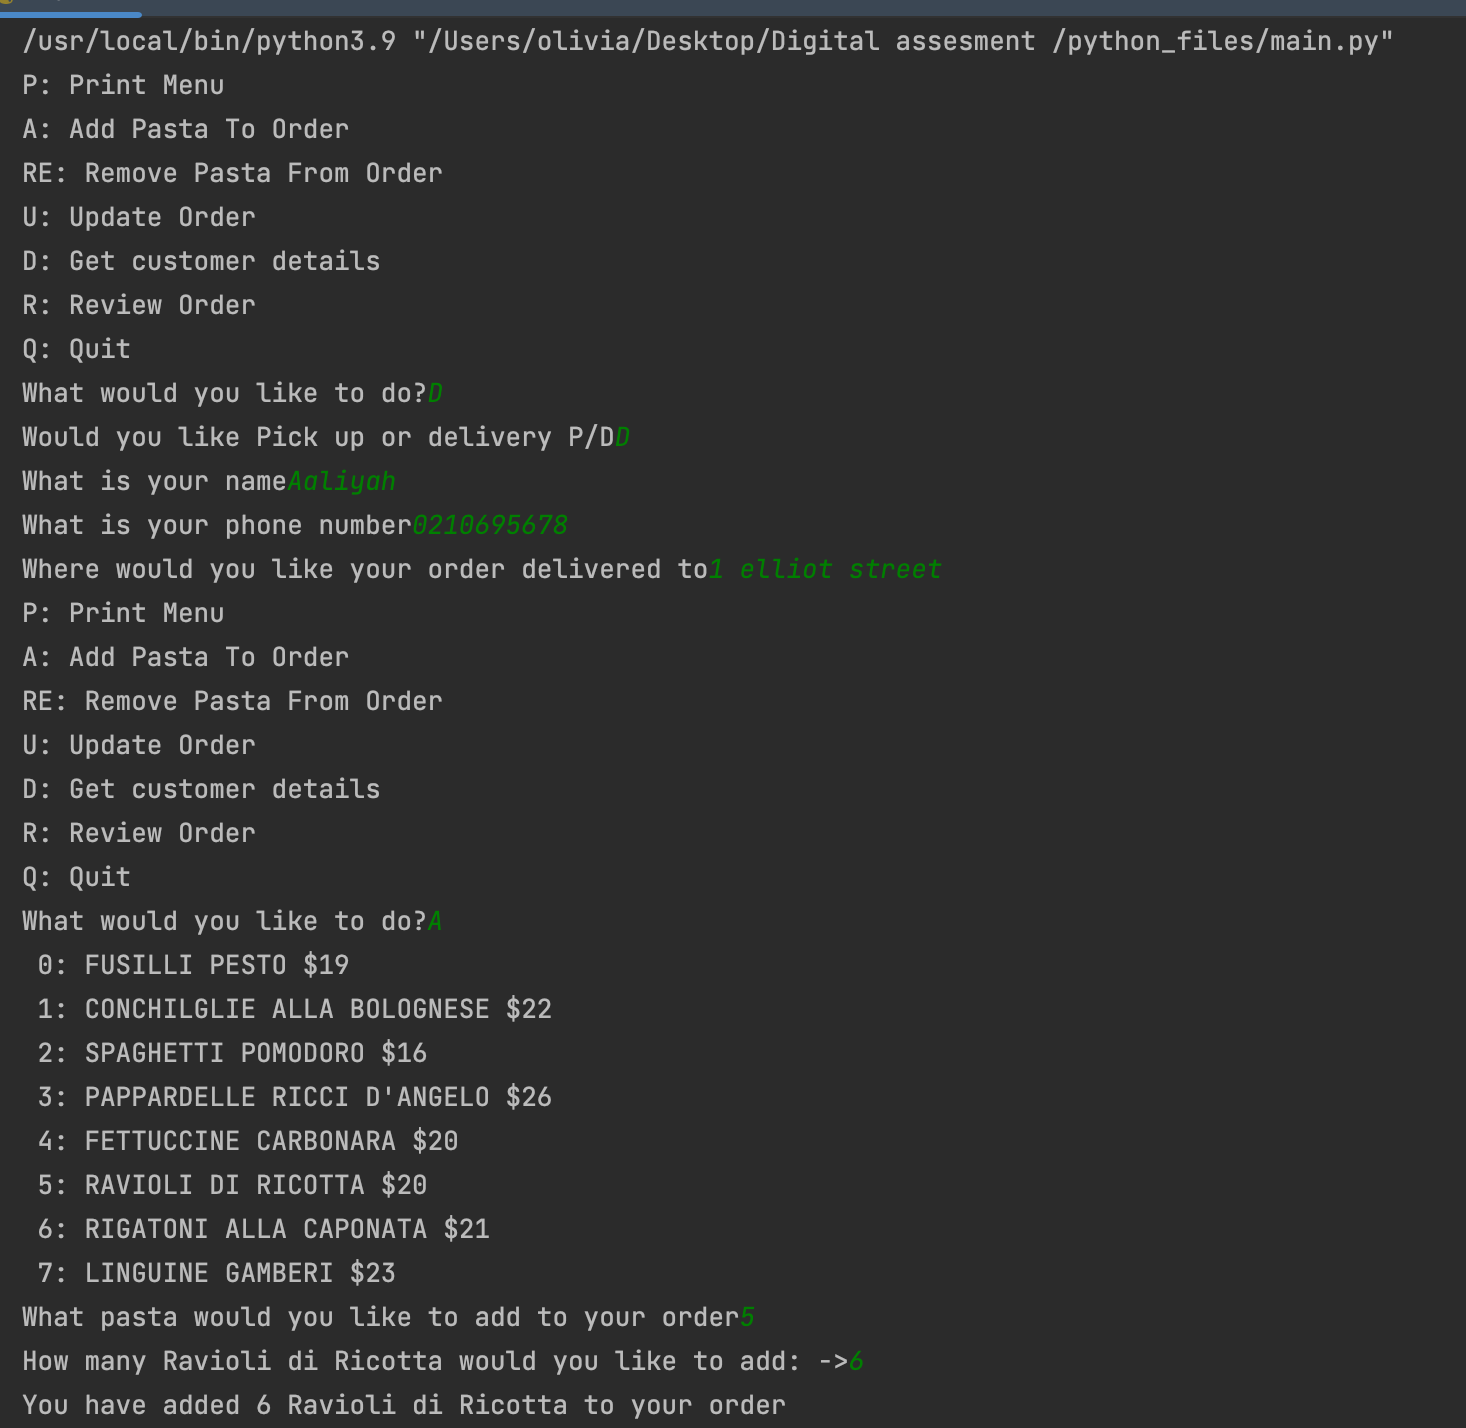 /usr/local/bin/python3.9 "/Users/olivia/Desktop/Digital assesment /python_files/main.py"
P: Print Menu
A: Add Pasta To Order
RE: Remove Pasta From Order
U: Update Order
D: Get customer details
R: Review Order
Q: Quit
What would you like to do?D
Would you like Pick up or delivery P/DD
What is your nameAaliyah
What is your phone number0210695678
Where would you like your order delivered to1 elliot street
P: Print Menu
A: Add Pasta To Order
RE: Remove Pasta From Order
U: Update Order
D: Get customer details
R: Review Order
Q: Quit
What would you like to do?A
0: FUSILLI PESTO $19
1: CONCHILGLIE ALLA BOLOGNESE $22
2: SPAGHETTI POMODORO $16
3: PAPPARDELLE RICCI D'ANGELO $26
4: FETTUCCINE CARBONARA $20
5: RAVIOLI DI RICOTTA $20
6: RIGATONI ALLA CAPONATA $21
7: LINGUINE GAMBERI $23
What pasta would you like to add to your order5
How many Ravioli di Ricotta would you like to add: ->6
You have added 6 Ravioli di Ricotta to your order